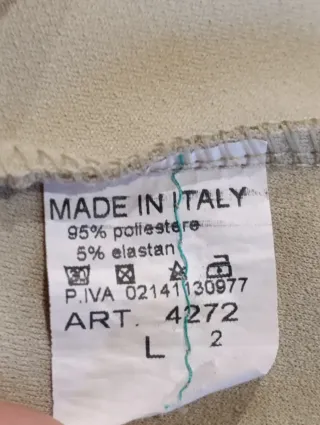 MADE IN ITALY
95% poliestere
5% elastan
P.IVA 02141130977
ART. 4272
L 2